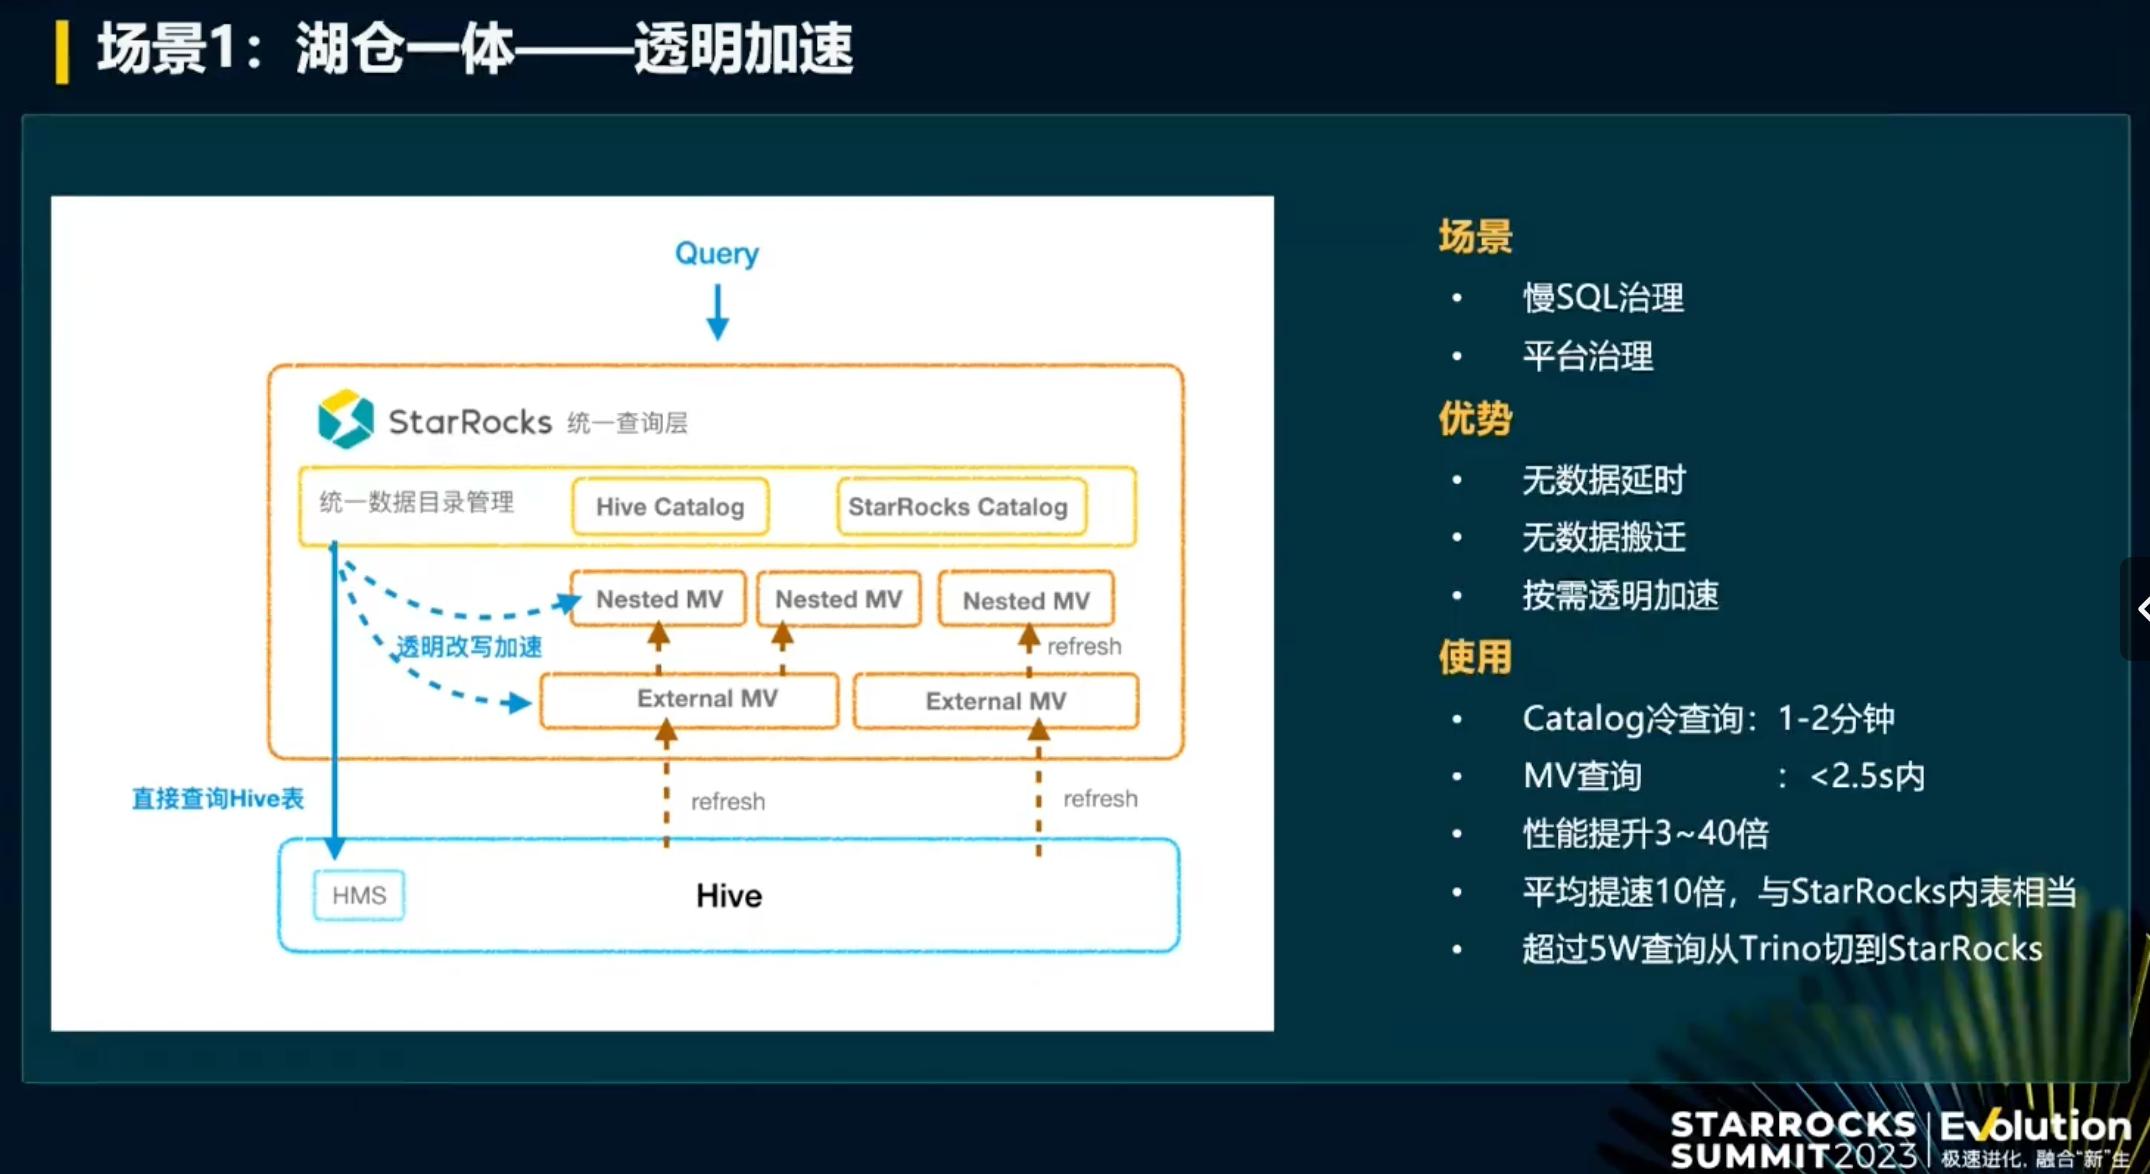 场景1：湖仓一体——透明加速
Query
StarRocks 统一查询层
统一数据目录管理
Hive Catalog
StarRocks Catalog
Nested MV
Nested MV
Nested MV
透明改写加速
refresh
External MV
External MV
直接查询Hive表
refresh
refresh
HMS
Hive
场景
• 慢SQL治理
• 平台治理
优势
• 无数据延时
• 无数据搬迁
• 按需透明加速
使用
• Catalog冷查询：1-2分钟
• MV查询 ：<2.5s内
• 性能提升3~40倍
• 平均提速10倍，与StarRocks内表相当
• 超过5W查询从Trino切到StarRocks
STARROCKS
SUMMIT2023
Evolution
极速进化，融合“新”生